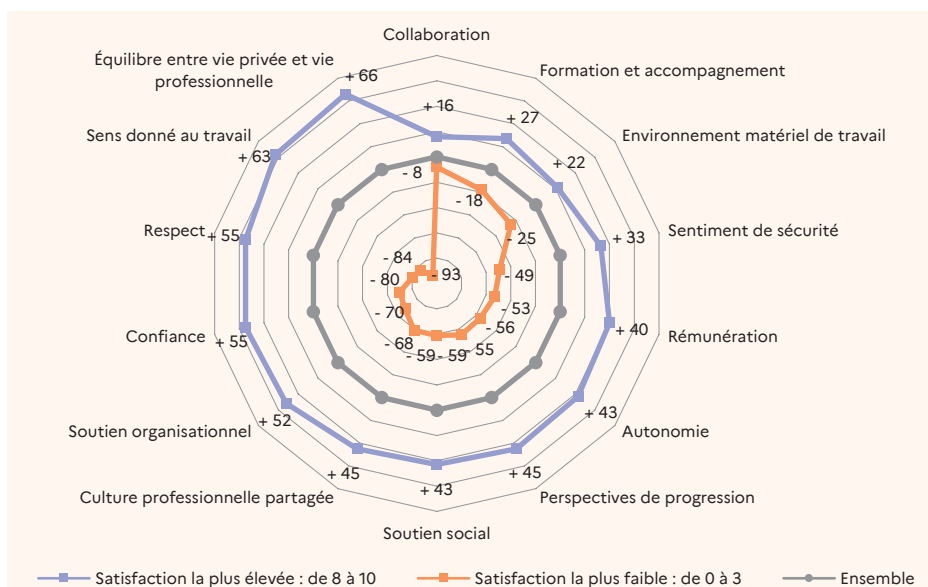 Collaboration
Formation et accompagnement
Environnement matériel de travail
Sentiment de sécurité
Rémunération
Autonomie
Perspectives de progression
Soutien social
Culture professionnelle partagée
Soutien organisationnel
Confiance
Respect
Sens donné au travail
Équilibre entre vie privée et vie
professionnelle
+ 16
+ 27
+ 22
+ 33
+ 40
+ 43
+ 45
+ 43
+ 45
+ 52
+ 55
+ 55
+ 63
+ 66
- 8
- 18
- 25
- 49
- 53
- 56
- 55
- 59
- 59
- 68
- 70
- 80
- 84
- 93
Satisfaction la plus élevée : de 8 à 10
Satisfaction la plus faible : de 0 à 3
Ensemble